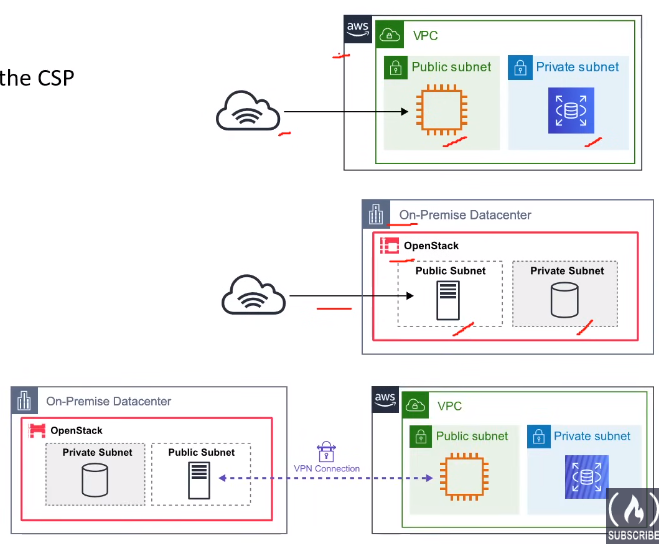 aws
VPC
Public subnet
Private subnet
the CSP
On-Premise Datacenter
OpenStack
Public Subnet
Private Subnet
On-Premise Datacenter
OpenStack
Private Subnet
Public Subnet
VPN Connection
aws
VPC
Public subnet
Private subnet
SUBSCRIBE